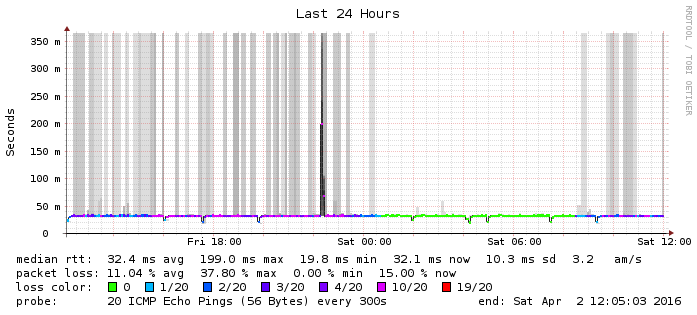 Last 24 Hours
RRDTOOL / TOBI OETIKER
Seconds
350 m
300 m
250 m
200 m
150 m
100 m
50 m
0
Fri 18:00 Sat 00:00 Sat 06:00 Sat 12:00
median rtt: 32.4 ms avg 199.0 ms max 19.8 ms min 32.1 ms now 10.3 ms sd 3.2 am/s
packet loss: 11.04 % avg 37.80 % max 0.00 % min 15.00 % now
loss color: 0 1/20 2/20 3/20 4/20 10/20 19/20
probe: 20 ICMP Echo Pings (56 Bytes) every 300s end: Sat Apr 2 12:05:03 2016